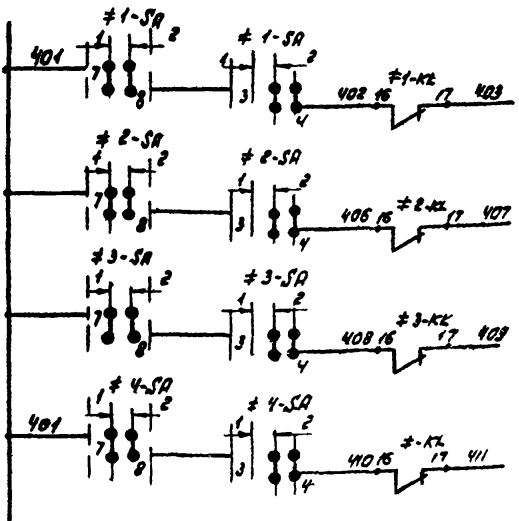 ≠1-SA
1 2 ≠ 1-SA
401 1 2
7 8 3 4 402 16 ≠1-KL 17 403
≠ 2-SA
1 2 ≠ 2-SA
1 2
7 8 3 4 406 16 ≠2-KL 17 407
≠3-SA
1 2 ≠3-SA
1 2
7 8 3 4 408 16 ≠3-KL 17 409
≠ 4-SA
1 2 ≠ 4-SA
401 1 2
7 8 3 4 410 16 ≠-KL 17 411